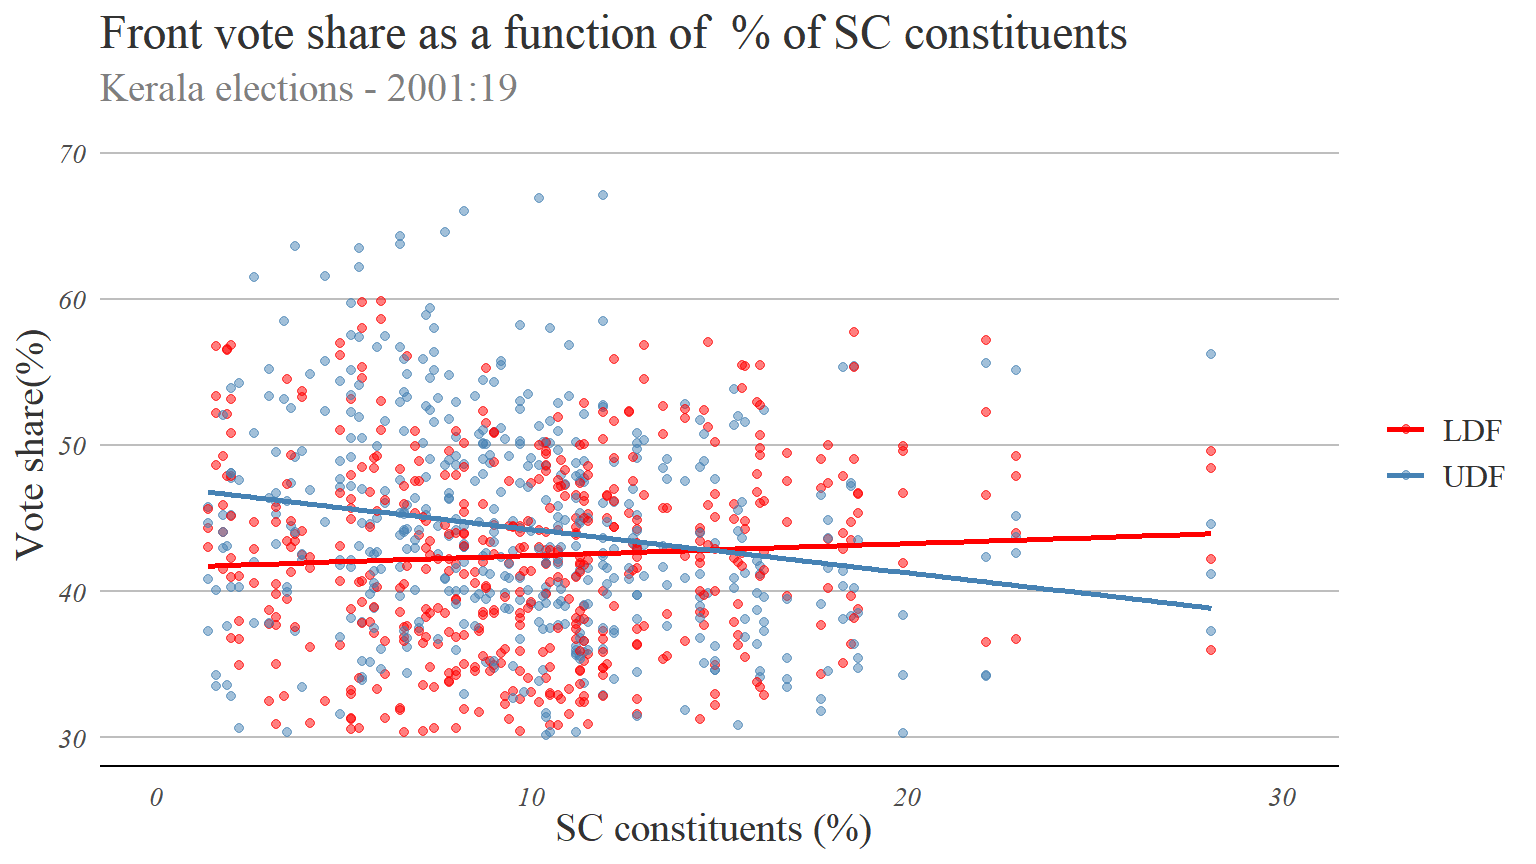 Front vote share as a function of  % of SC constituents
Kerala elections - 2001:19
70
60
50
40
30
Vote share(%)
0 10 20 30
SC constituents (%)
LDF
UDF